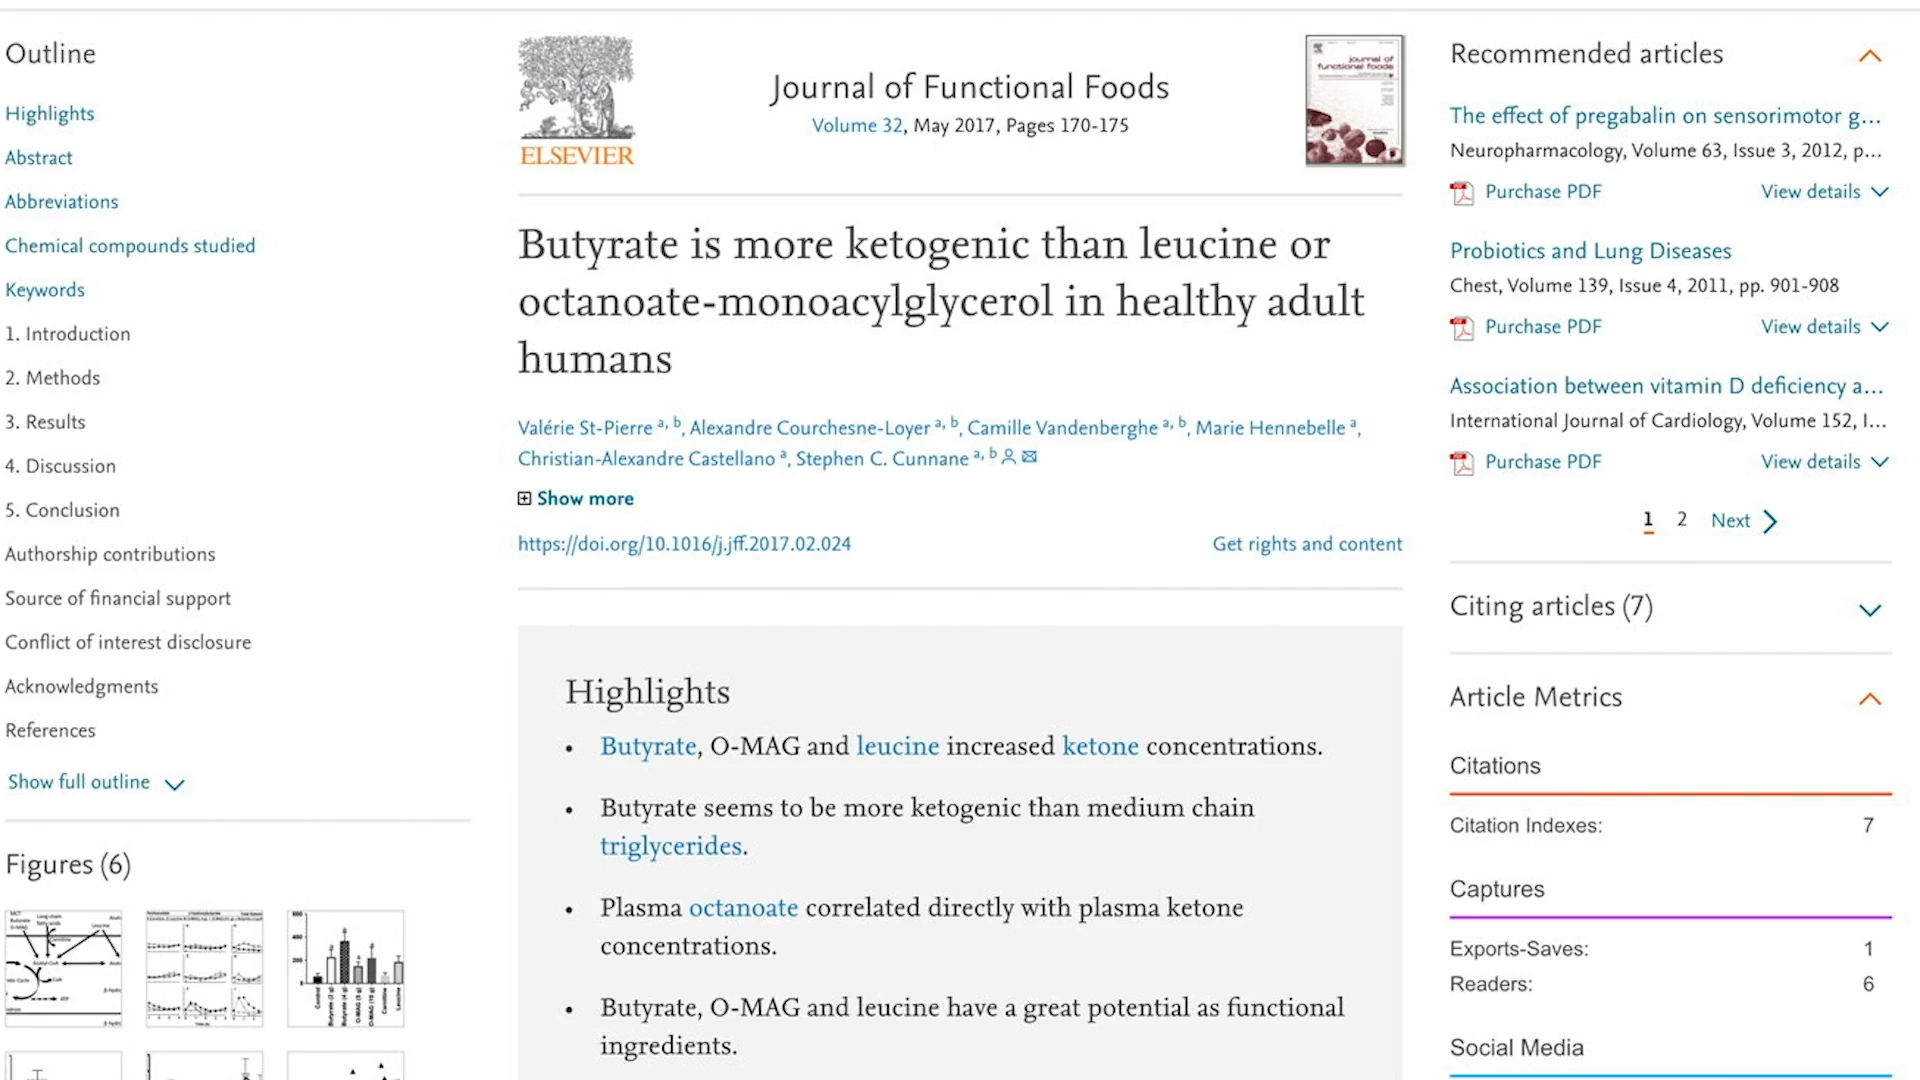 Outline
Highlights
Abstract
Abbreviations
Chemical compounds studied
Keywords
1. Introduction
2. Methods
3. Results
4. Discussion
5. Conclusion
Authorship contributions
Source of financial support
Conflict of interest disclosure
Acknowledgments
References
Show full outline
Figures (6)
ELSEVIER
Journal of Functional Foods
Volume 32, May 2017, Pages 170-175
journal of
functional foods
Butyrate is more ketogenic than leucine or
octanoate-monoacylglycerol in healthy adult
humans
Valérie St-Pierre a, b, Alexandre Courchesne-Loyer a, b, Camille Vandenberghe a, b, Marie Hennebelle a,
Christian-Alexandre Castellano a, Stephen C. Cunnane a, b
Show more
https://doi.org/10.1016/j.jff.2017.02.024
Get rights and content
Highlights
• Butyrate, O-MAG and leucine increased ketone concentrations.
• Butyrate seems to be more ketogenic than medium chain
triglycerides.
• Plasma octanoate correlated directly with plasma ketone
concentrations.
• Butyrate, O-MAG and leucine have a great potential as functional
ingredients.
Recommended articles
The effect of pregabalin on sensorimotor g...
Neuropharmacology, Volume 63, Issue 3, 2012, p...
Purchase PDF View details
Probiotics and Lung Diseases
Chest, Volume 139, Issue 4, 2011, pp. 901-908
Purchase PDF View details
Association between vitamin D deficiency a...
International Journal of Cardiology, Volume 152, I...
Purchase PDF View details
1 2 Next
Citing articles (7)
Article Metrics
Citations
Citation Indexes: 7
Captures
Exports-Saves: 1
Readers: 6
Social Media